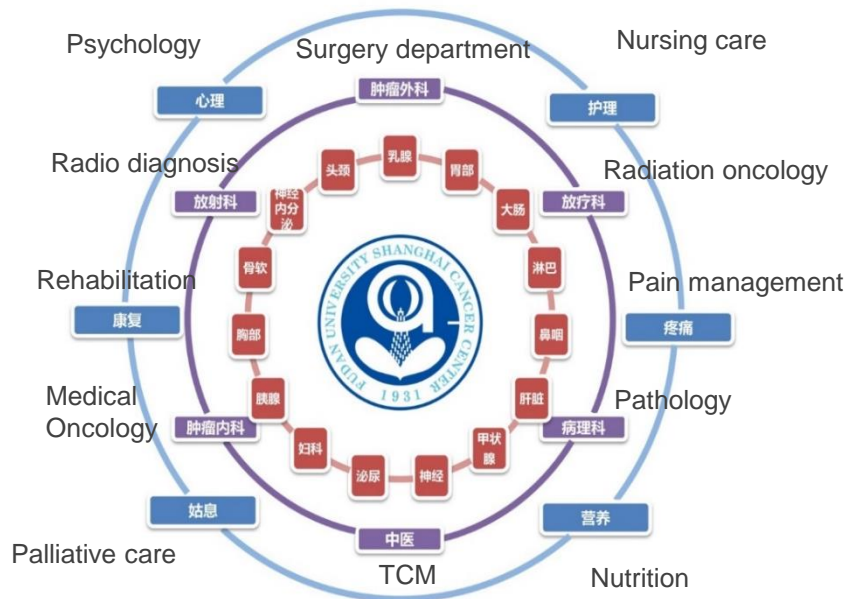 Psychology
Surgery department
Nursing care
心理
肿瘤外科
护理
Radio diagnosis
Radiation oncology
放射科
放疗科
Rehabilitation
Pain management
康复
疼痛
Medical
Oncology
Pathology
肿瘤内科
病理科
姑息
营养
Palliative care
中医
TCM
Nutrition
乳腺
胃部
大肠
淋巴
鼻咽
肝脏
甲状
腺
神经
泌尿
妇科
胰腺
胸部
骨软
神经
内分
泌
头颈
FUDAN UNIVERSITY SHANGHAI CANCER CENTER
1931